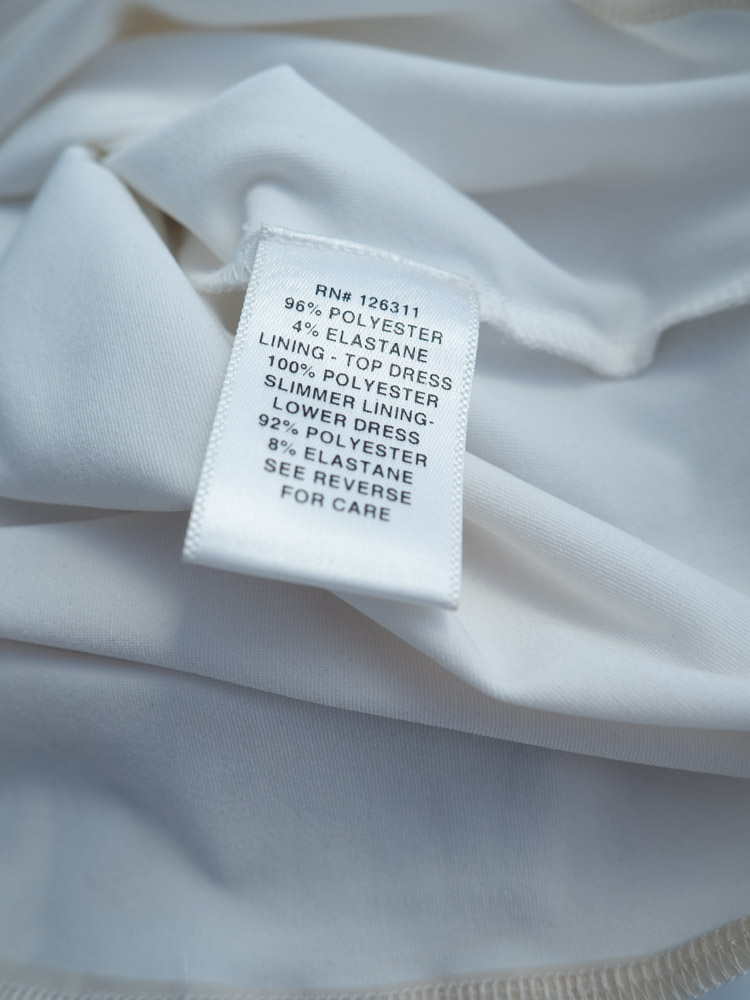 RN# 126311
96% POLYESTER
4% ELASTANE
LINING - TOP DRESS
100% POLYESTER
SLIMMER LINING-
LOWER DRESS
92% POLYESTER
8% ELASTANE
SEE REVERSE
FOR CARE